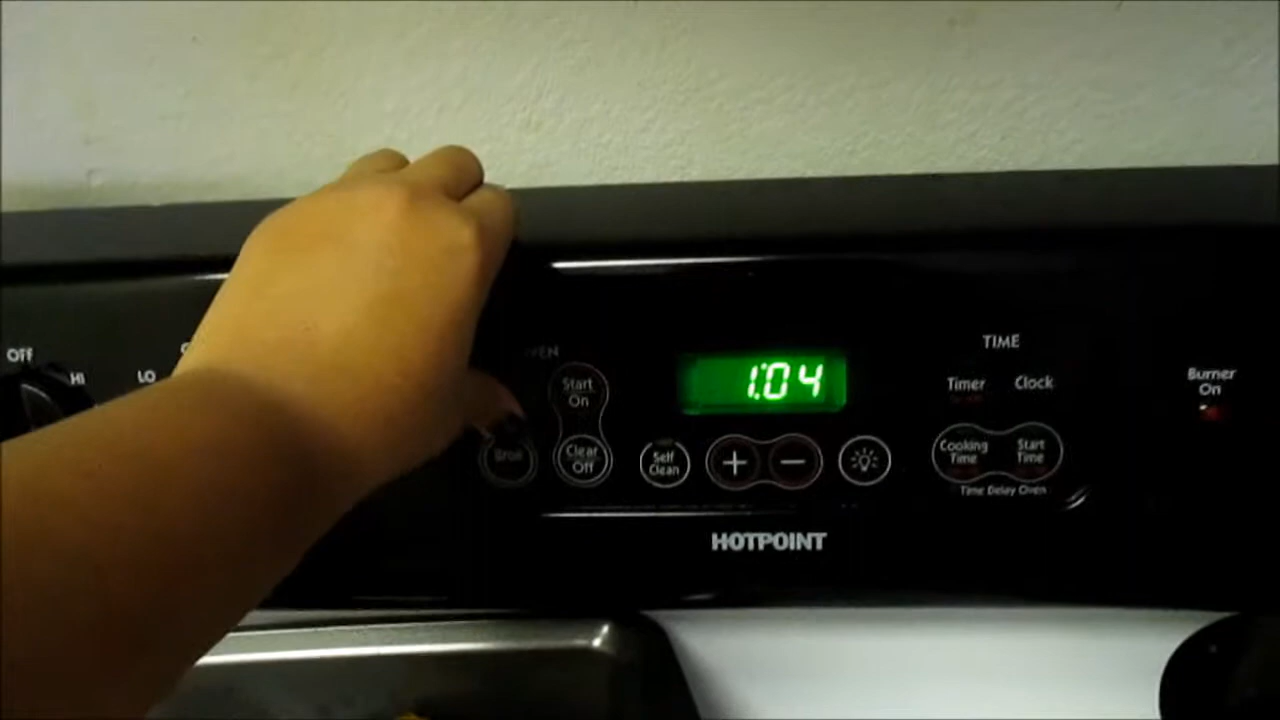 Off
HI
LO
Start
On
Clear
Off
Broil
Self
Clean
+
−
1:04
TIME
Timer
Clock
Cooking
Time
Start
Time
Time Delay Oven
Burner
On
HOTPOINT